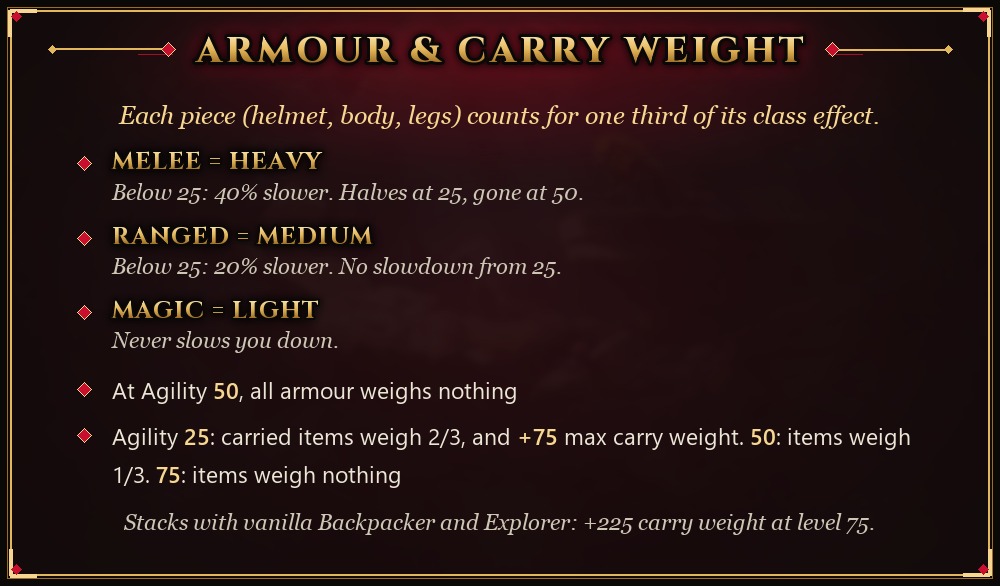 ARMOUR & CARRY WEIGHT
Each piece (helmet, body, legs) counts for one third of its class effect.
MELEE = HEAVY
Below 25: 40% slower. Halves at 25, gone at 50.
RANGED = MEDIUM
Below 25: 20% slower. No slowdown from 25.
MAGIC = LIGHT
Never slows you down.
At Agility 50, all armour weighs nothing
Agility 25: carried items weigh 2/3, and +75 max carry weight. 50: items weigh
1/3. 75: items weigh nothing
Stacks with vanilla Backpacker and Explorer: +225 carry weight at level 75.